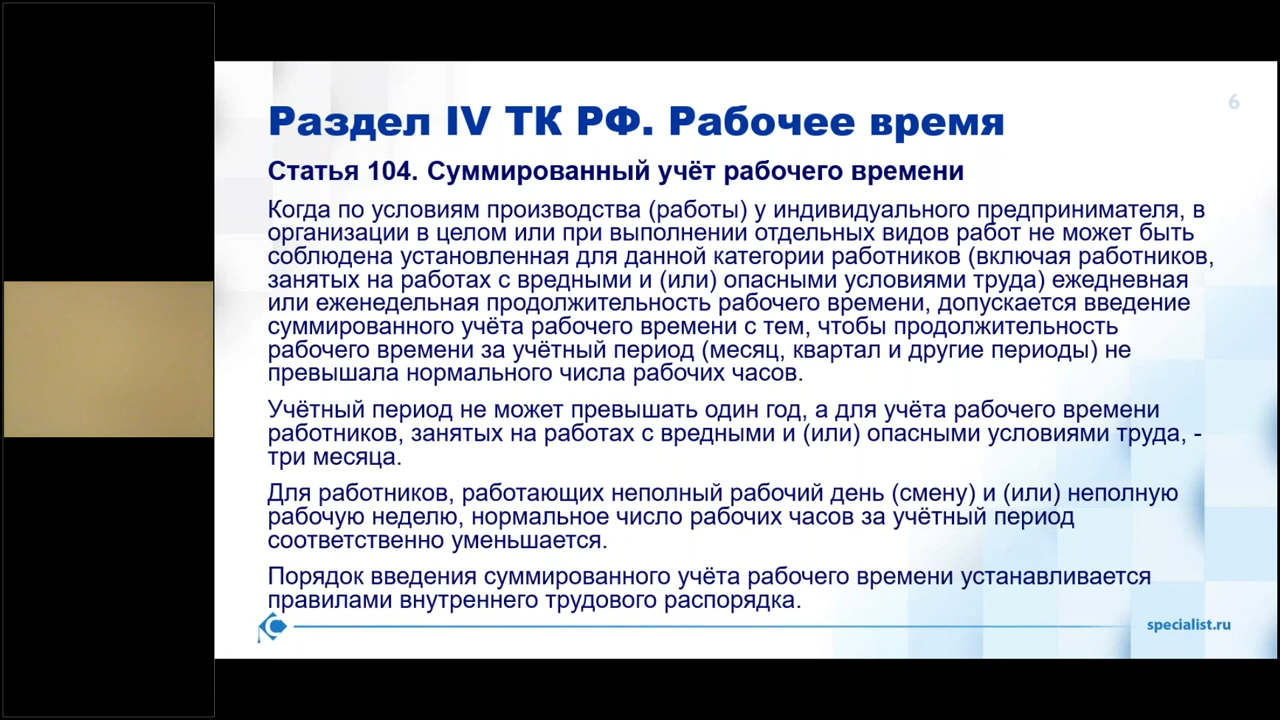 6
Раздел IV ТК РФ. Рабочее время
Статья 104. Суммированный учёт рабочего времени
Когда по условиям производства (работы) у индивидуального предпринимателя, в
организации в целом или при выполнении отдельных видов работ не может быть
соблюдена установленная для данной категории работников (включая работников,
занятых на работах с вредными и (или) опасными условиями труда) ежедневная
или еженедельная продолжительность рабочего времени, допускается введение
суммированного учёта рабочего времени с тем, чтобы продолжительность
рабочего времени за учётный период (месяц, квартал и другие периоды) не
превышала нормального числа рабочих часов.
Учётный период не может превышать один год, а для учёта рабочего времени
работников, занятых на работах с вредными и (или) опасными условиями труда, -
три месяца.
Для работников, работающих неполный рабочий день (смену) и (или) неполную
рабочую неделю, нормальное число рабочих часов за учётный период
соответственно уменьшается.
Порядок введения суммированного учёта рабочего времени устанавливается
правилами внутреннего трудового распорядка.
specialist.ru